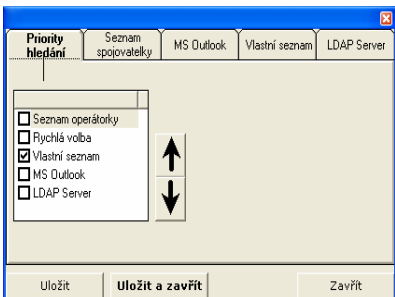 Priority hledání
Seznam spojovatelky
MS Outlook
Vlastní seznam
LDAP Server
Seznam operátorky
Rychlá volba
Vlastní seznam
MS Outlook
LDAP Server
Uložit
Uložit a zavřít
Zavřít